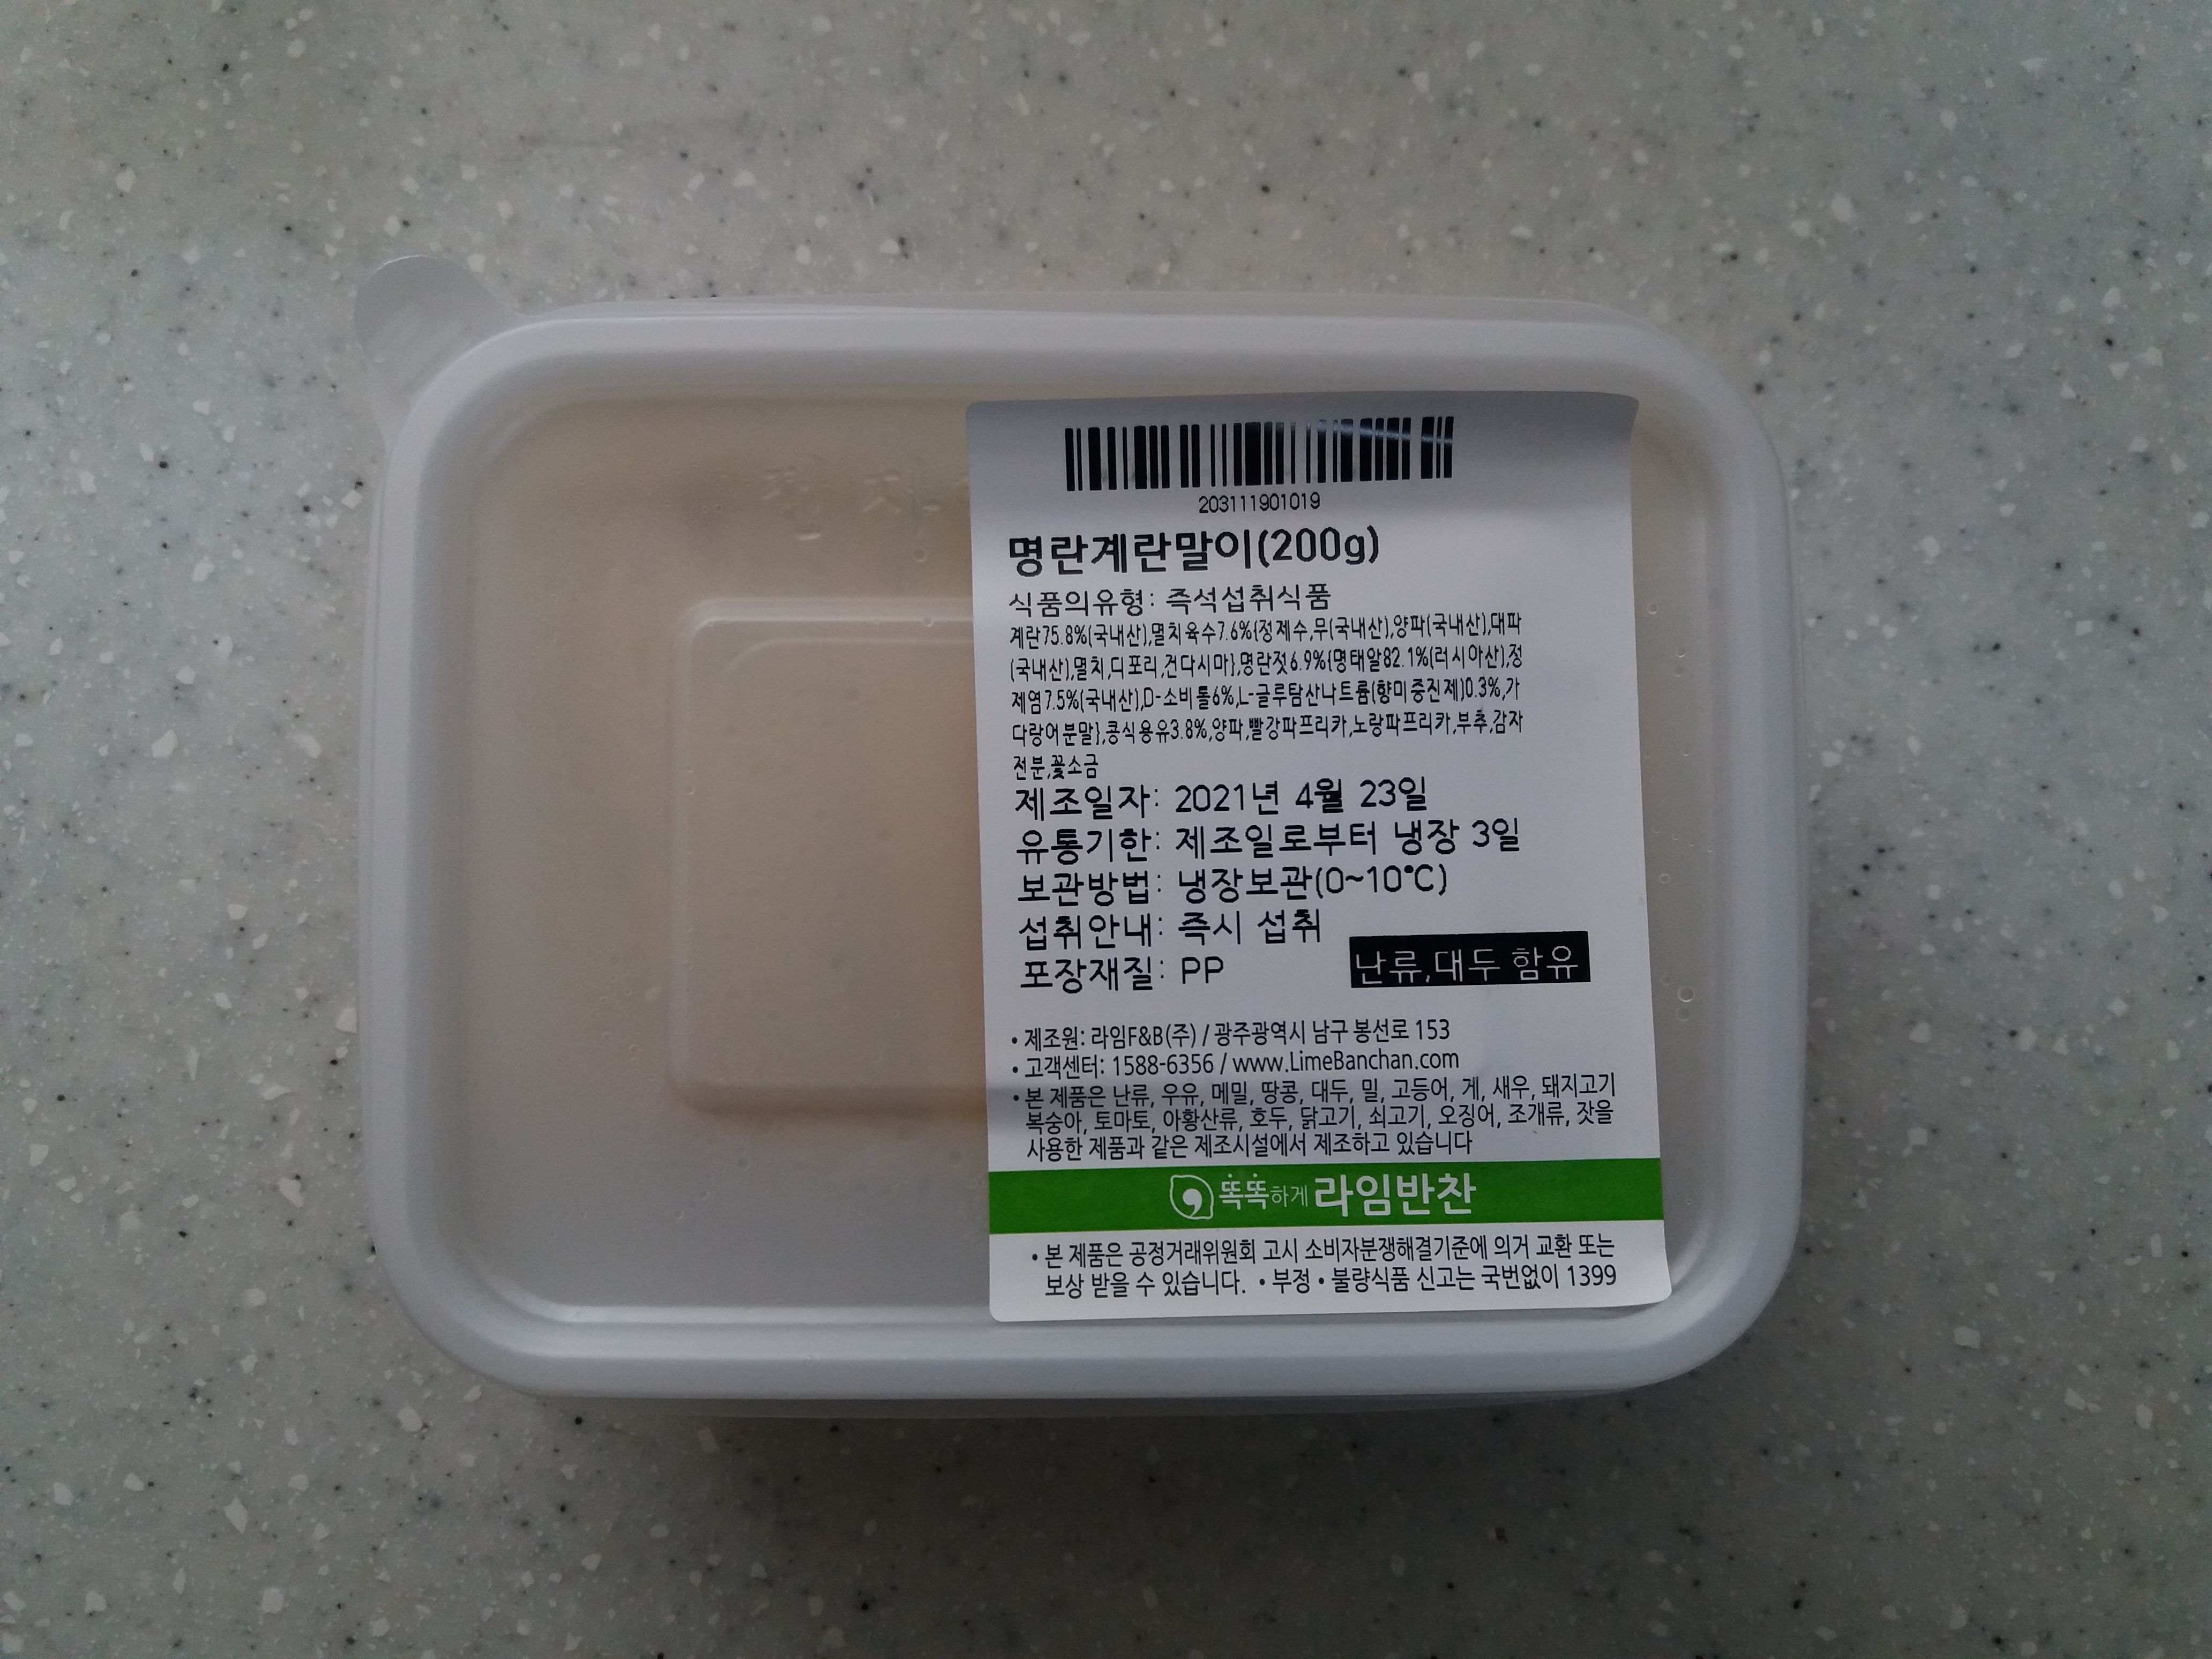 203111901019
명란계란말이(200g)
식품의유형: 즉석섭취식품
계란75.8%(국내산),멸치육수7.6%{정제수,무(국내산),양파(국내산),대파
(국내산),멸치,디포리,건다시마},명란젓6.9%{명태알82.1%(러시아산),정
제염7.5%(국내산),D-소비톨6%,L-글루탐산나트륨(향미증진제)0.3%,가
다랑어분말},콩식용유3.8%,양파,빨강파프리카,노랑파프리카,부추,감자
전분,꽃소금
제조일자: 2021년 4월 23일
유통기한: 제조일로부터 냉장 3일
보관방법: 냉장보관(0~10℃)
섭취안내: 즉시 섭취
포장재질: PP
난류,대두 함유
• 제조원: 라임F&B(주) / 광주광역시 남구 봉선로 153
• 고객센터: 1588-6356 / www.LimeBanchan.com
• 본 제품은 난류, 우유, 메밀, 땅콩, 대두, 밀, 고등어, 게, 새우, 돼지고기
복숭아, 토마토, 아황산류, 호두, 닭고기, 쇠고기, 오징어, 조개류, 잣을
사용한 제품과 같은 제조시설에서 제조하고 있습니다
똑똑하게 라임반찬
• 본 제품은 공정거래위원회 고시 소비자분쟁해결기준에 의거 교환 또는
보상 받을 수 있습니다. • 부정 • 불량식품 신고는 국번없이 1399